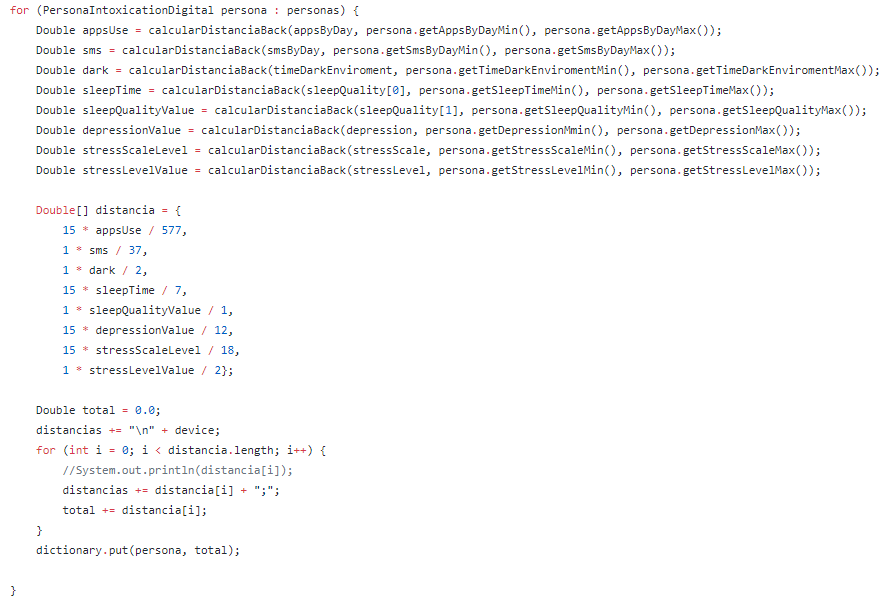 for (PersonaIntoxicationDigital persona : personas) {
    Double appsUse = calcularDistanciaBack(appsByDay, persona.getAppsByDayMin(), persona.getAppsByDayMax());
    Double sms = calcularDistanciaBack(smsByDay, persona.getSmsByDayMin(), persona.getSmsByDayMax());
    Double dark = calcularDistanciaBack(timeDarkEnviroment, persona.getTimeDarkEnviromentMin(), persona.getTimeDarkEnviromentMax());
    Double sleepTime = calcularDistanciaBack(sleepQuality[0], persona.getSleepTimeMin(), persona.getSleepTimeMax());
    Double sleepQualityValue = calcularDistanciaBack(sleepQuality[1], persona.getSleepQualityMin(), persona.getSleepQualityMax());
    Double depressionValue = calcularDistanciaBack(depression, persona.getDepressionMmin(), persona.getDepressionMax());
    Double stressScaleLevel = calcularDistanciaBack(stressScale, persona.getStressScaleMin(), persona.getStressScaleMax());
    Double stressLevelValue = calcularDistanciaBack(stressLevel, persona.getStressLevelMin(), persona.getStressLevelMax());

    Double[] distancia = {
        15 * appsUse / 577,
        1 * sms / 37,
        1 * dark / 2,
        15 * sleepTime / 7,
        1 * sleepQualityValue / 1,
        15 * depressionValue / 12,
        15 * stressScaleLevel / 18,
        1 * stressLevelValue / 2};

    Double total = 0.0;
    distancias += "\n" + device;
    for (int i = 0; i < distancia.length; i++) {
        //System.out.println(distancia[i]);
        distancias += distancia[i] + ";";
        total += distancia[i];
    }
    dictionary.put(persona, total);

}